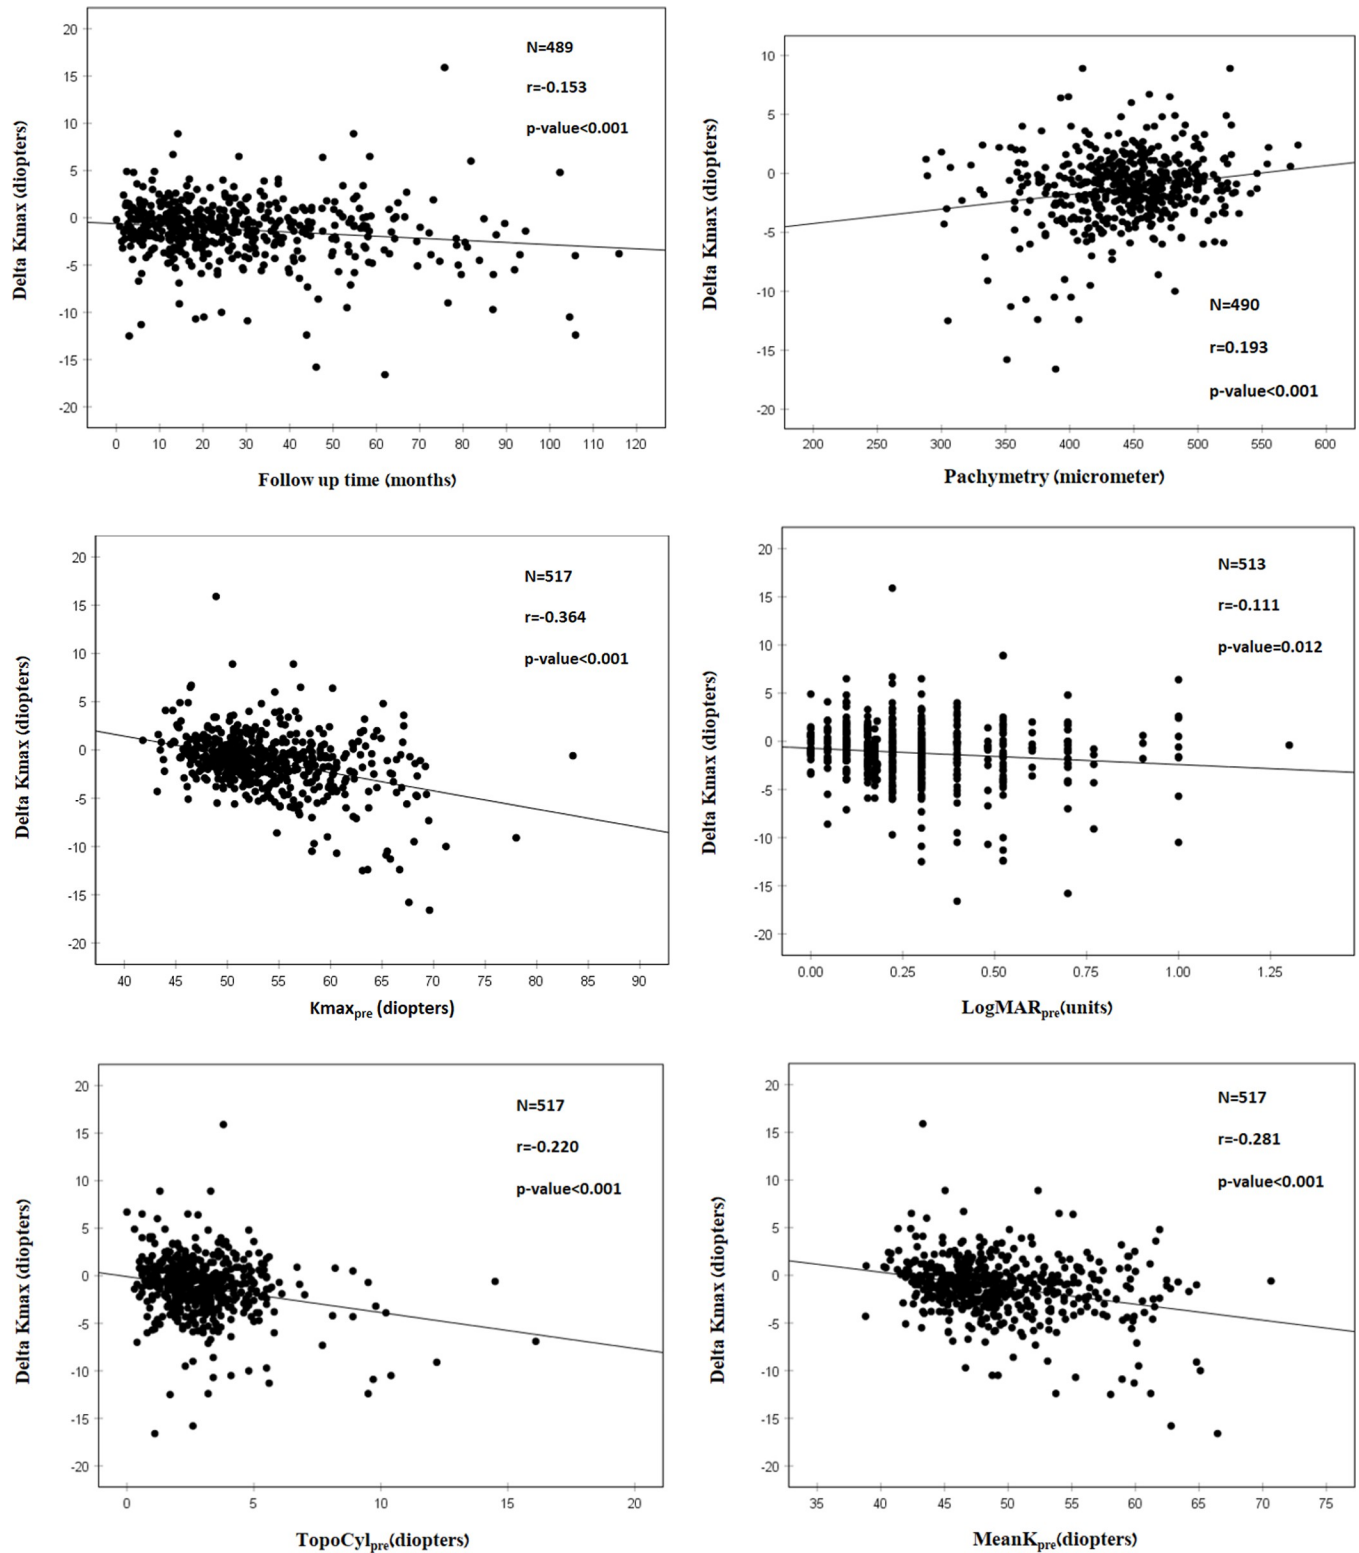 20
15
10
5
0
-5
-10
-15
-20
Delta Kmax (diopters)
N=489
r=-0.153
p-value<0.001
0 10 20 30 40 50 60 70 80 90 100 110 120
Follow up time (months)
10
5
0
-5
-10
-15
-20
Delta Kmax (diopters)
N=490
r=0.193
p-value<0.001
200 250 300 350 400 450 500 550 600
Pachymetry (micrometer)
20
15
10
5
0
-5
-10
-15
-20
Delta Kmax (diopters)
N=517
r=-0.364
p-value<0.001
40 45 50 55 60 65 70 75 80 85 90
Kmaxpre (diopters)
20
15
10
5
0
-5
-10
-15
-20
Delta Kmax (diopters)
N=513
r=-0.111
p-value=0.012
0.00 0.25 0.50 0.75 1.00 1.25
LogMARpre(units)
20
15
10
5
0
-5
-10
-15
-20
Delta Kmax (diopters)
N=517
r=-0.220
p-value<0.001
0 5 10 15 20
TopoCylpre(diopters)
20
15
10
5
0
-5
-10
-15
-20
Delta Kmax (diopters)
N=517
r=-0.281
p-value<0.001
35 40 45 50 55 60 65 70 75
MeanKpre(diopters)